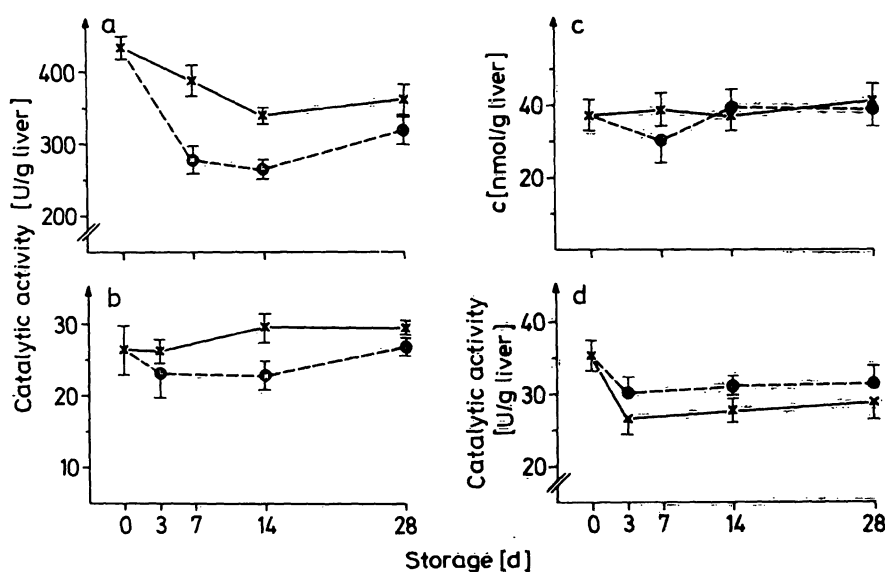 a
Catalytic activity [U/g liver]
400
300
200
b
30
20
10
0 3 7 14 28
c
c [nmol/g liver]
40
20
d
Catalytic activity
[U/g liver]
40
30
20
0 3 7 14 28
Storage [d]